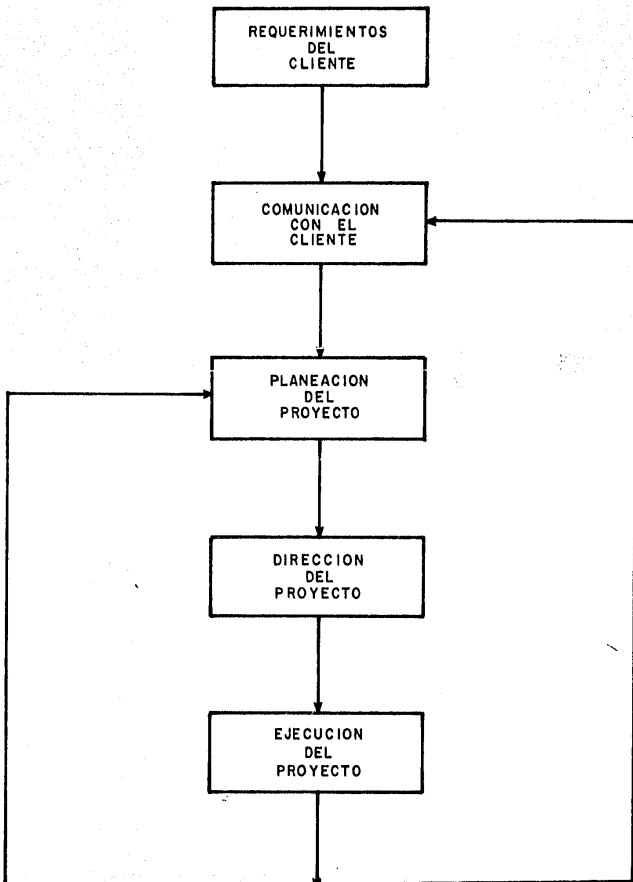 REQUERIMIENTOS
DEL
CLIENTE
COMUNICACION
CON EL
CLIENTE
PLANEACION
DEL
PROYECTO
DIRECCION
DEL
PROYECTO
EJECUCION
DEL
PROYECTO